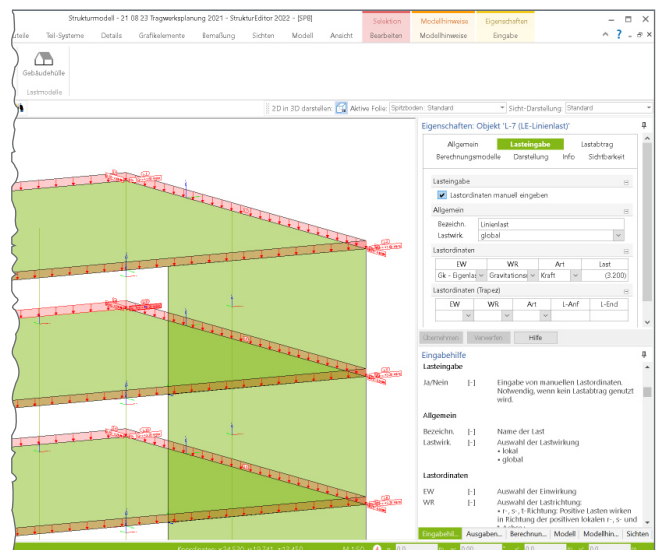 Strukturmodell - 21 08 23 Tragwerksplanung 2021 - StrukturEditor 2022 - [SPB]
Selektion Modellhinweise Eigenschaften
uteile Teil-Systeme Details Grafikelemente Bemaßung Sichten Modell Ansicht Bearbeiten Modellhinweise Eingabe
Gebäudehülle
Lastmodelle
2D in 3D darstellen: Aktive Folie: Spitzboden: Standard Sicht-Darstellung: Standard
Eigenschaften: Objekt 'L-7 (LE-Linienlast)'
Allgemein Lasteingabe Lastabtrag
Berechnungsmodelle Darstellung Info Sichtbarkeit
Lasteingabe
Lastordinaten manuell eingeben
Allgemein
Bezeichn. Linienlast
Lastwirk. global
Lastordinaten
EW WR Art Last
Gk - Eigenlas Gravitations Kraft (3.200)
Lastordinaten (Trapez)
EW WR Art L-Anf L-End
Übernehmen Verwerfen Hilfe
Eingabehilfe
Lasteingabe
Ja/Nein [-] Eingabe von manuellen Lastordinaten.
Notwendig, wenn kein Lastabtrag genutzt
wird.
Allgemein
Bezeichn. [-] Name der Last
Lastwirk. [-] Auswahl der Lastwirkung
• lokal
• global
Lastordinaten
EW [-] Auswahl der Einwirkung
WR [-] Auswahl der Lastrichtung:
• r-, s-, t-Richtung: Positive Lasten wirken
in Richtung der positiven lokalen r-, s- und
Eingabehil... Ausgaben... Berechnun... Modell Modellhin... Sichten